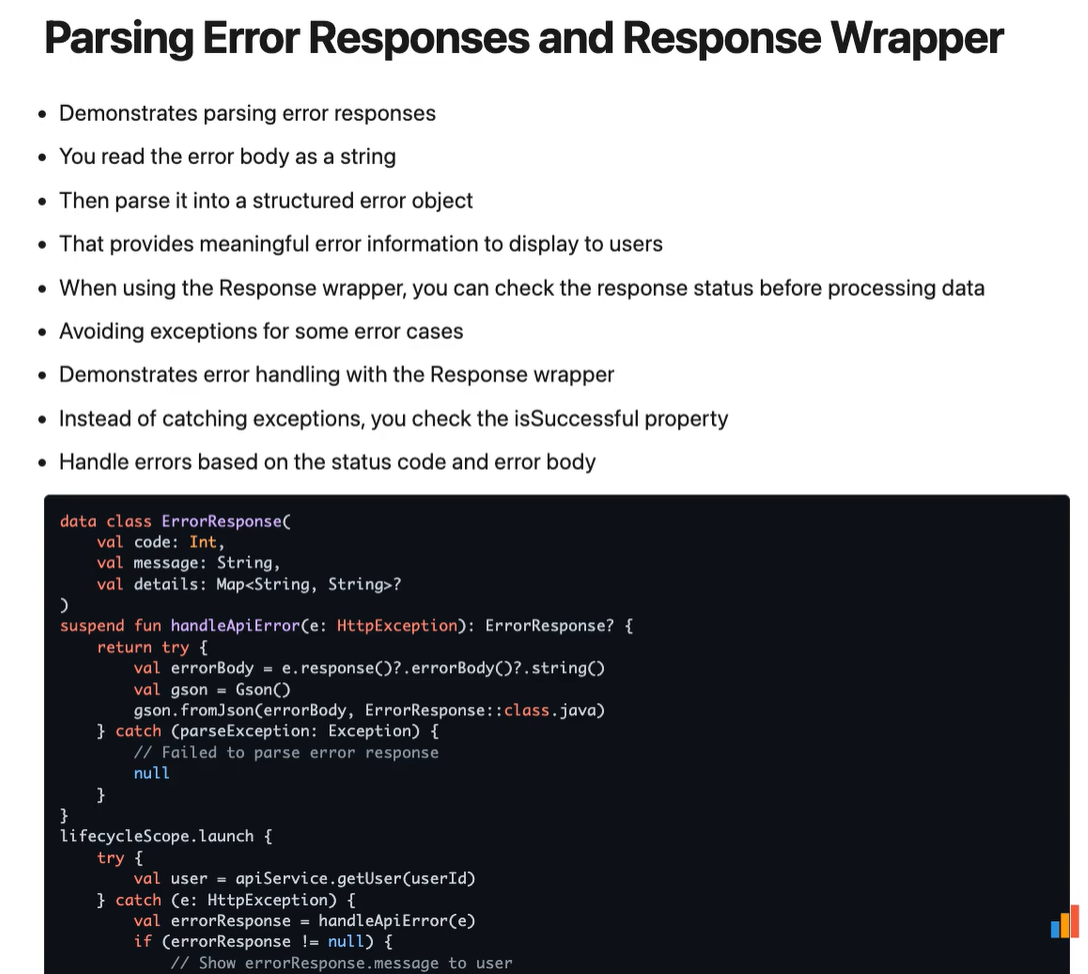 Parsing Error Responses and Response Wrapper
• Demonstrates parsing error responses
• You read the error body as a string
• Then parse it into a structured error object
• That provides meaningful error information to display to users
• When using the Response wrapper, you can check the response status before processing data
• Avoiding exceptions for some error cases
• Demonstrates error handling with the Response wrapper
• Instead of catching exceptions, you check the isSuccessful property
• Handle errors based on the status code and error body
data class ErrorResponse(
    val code: Int,
    val message: String,
    val details: Map<String, String>?
)
suspend fun handleApiError(e: HttpException): ErrorResponse? {
    return try {
        val errorBody = e.response()?.errorBody()?.string()
        val gson = Gson()
        gson.fromJson(errorBody, ErrorResponse::class.java)
    } catch (parseException: Exception) {
        // Failed to parse error response
        null
    }
}
lifecycleScope.launch {
    try {
        val user = apiService.getUser(userId)
    } catch (e: HttpException) {
        val errorResponse = handleApiError(e)
        if (errorResponse != null) {
            // Show errorResponse.message to user